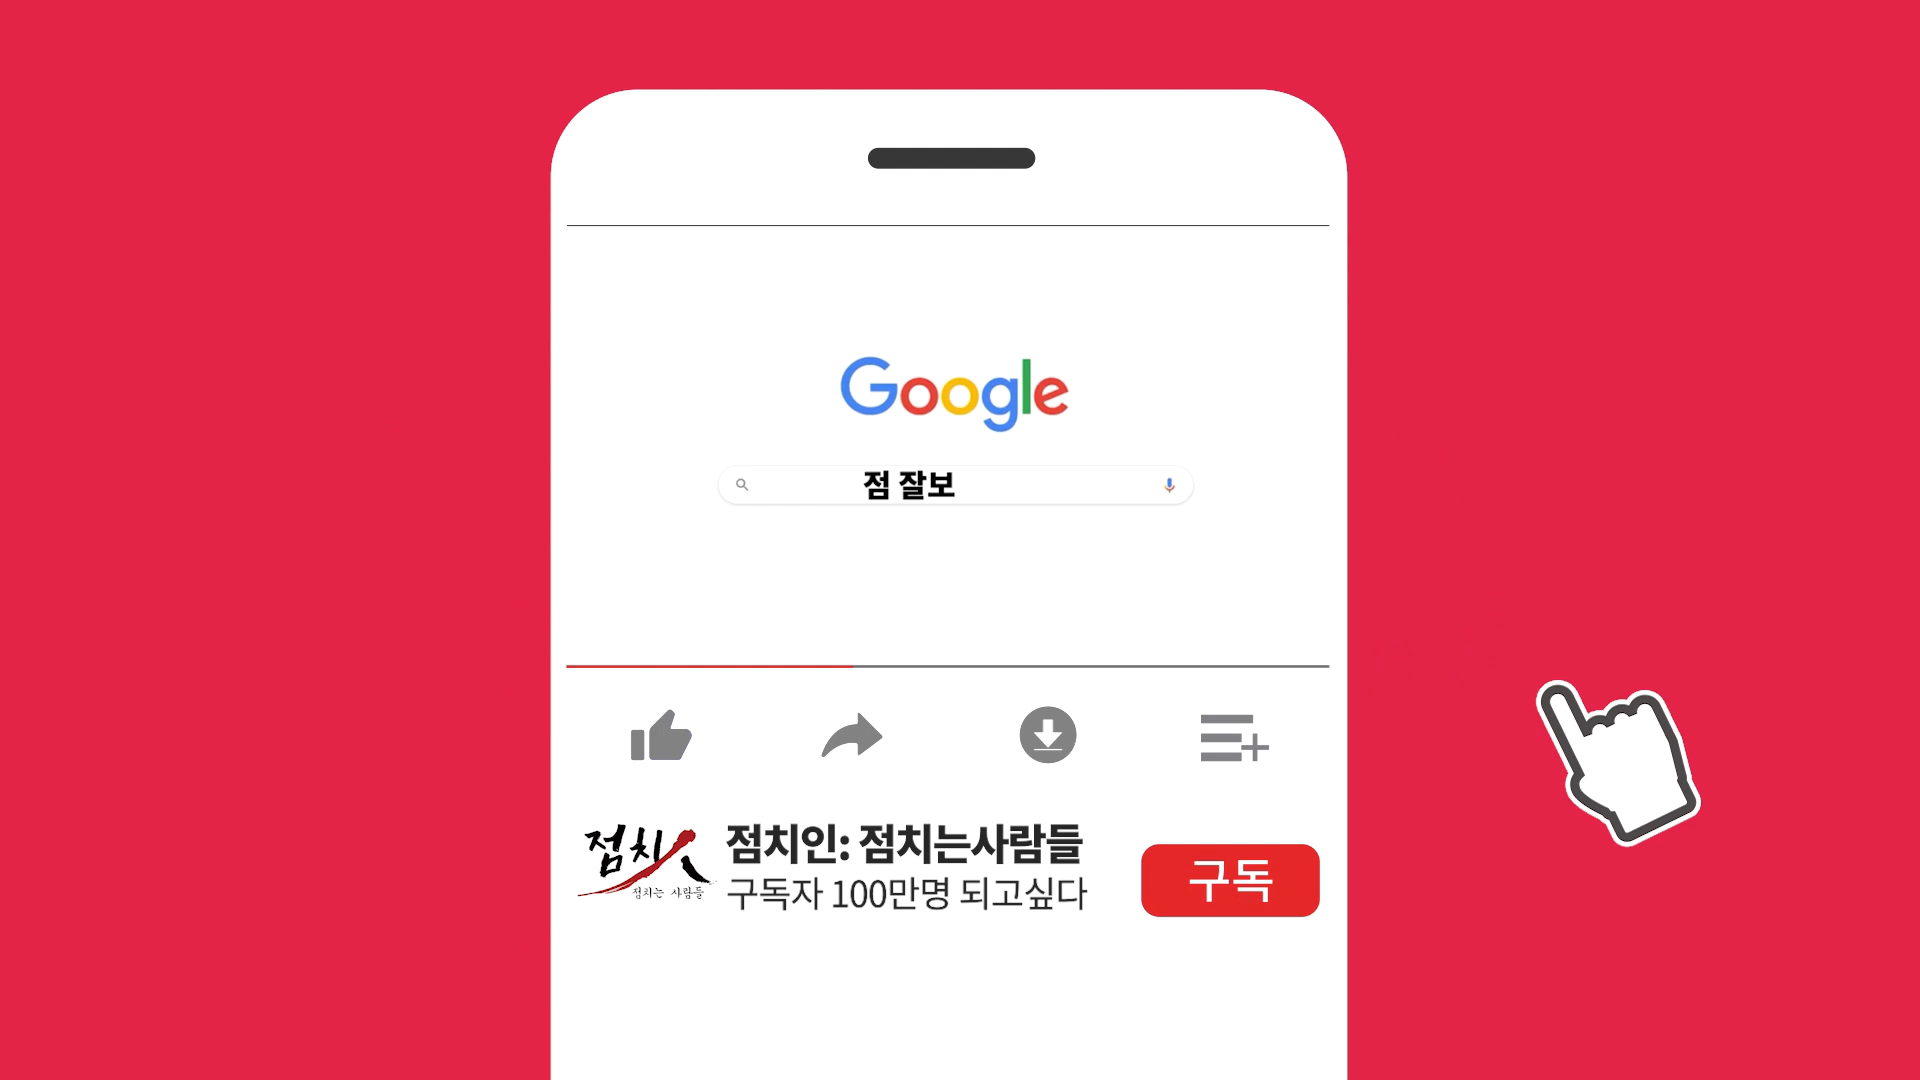 Google
점 잘보
점치人
점치는 사람들
점치인: 점치는사람들
구독자 100만명 되고싶다
구독